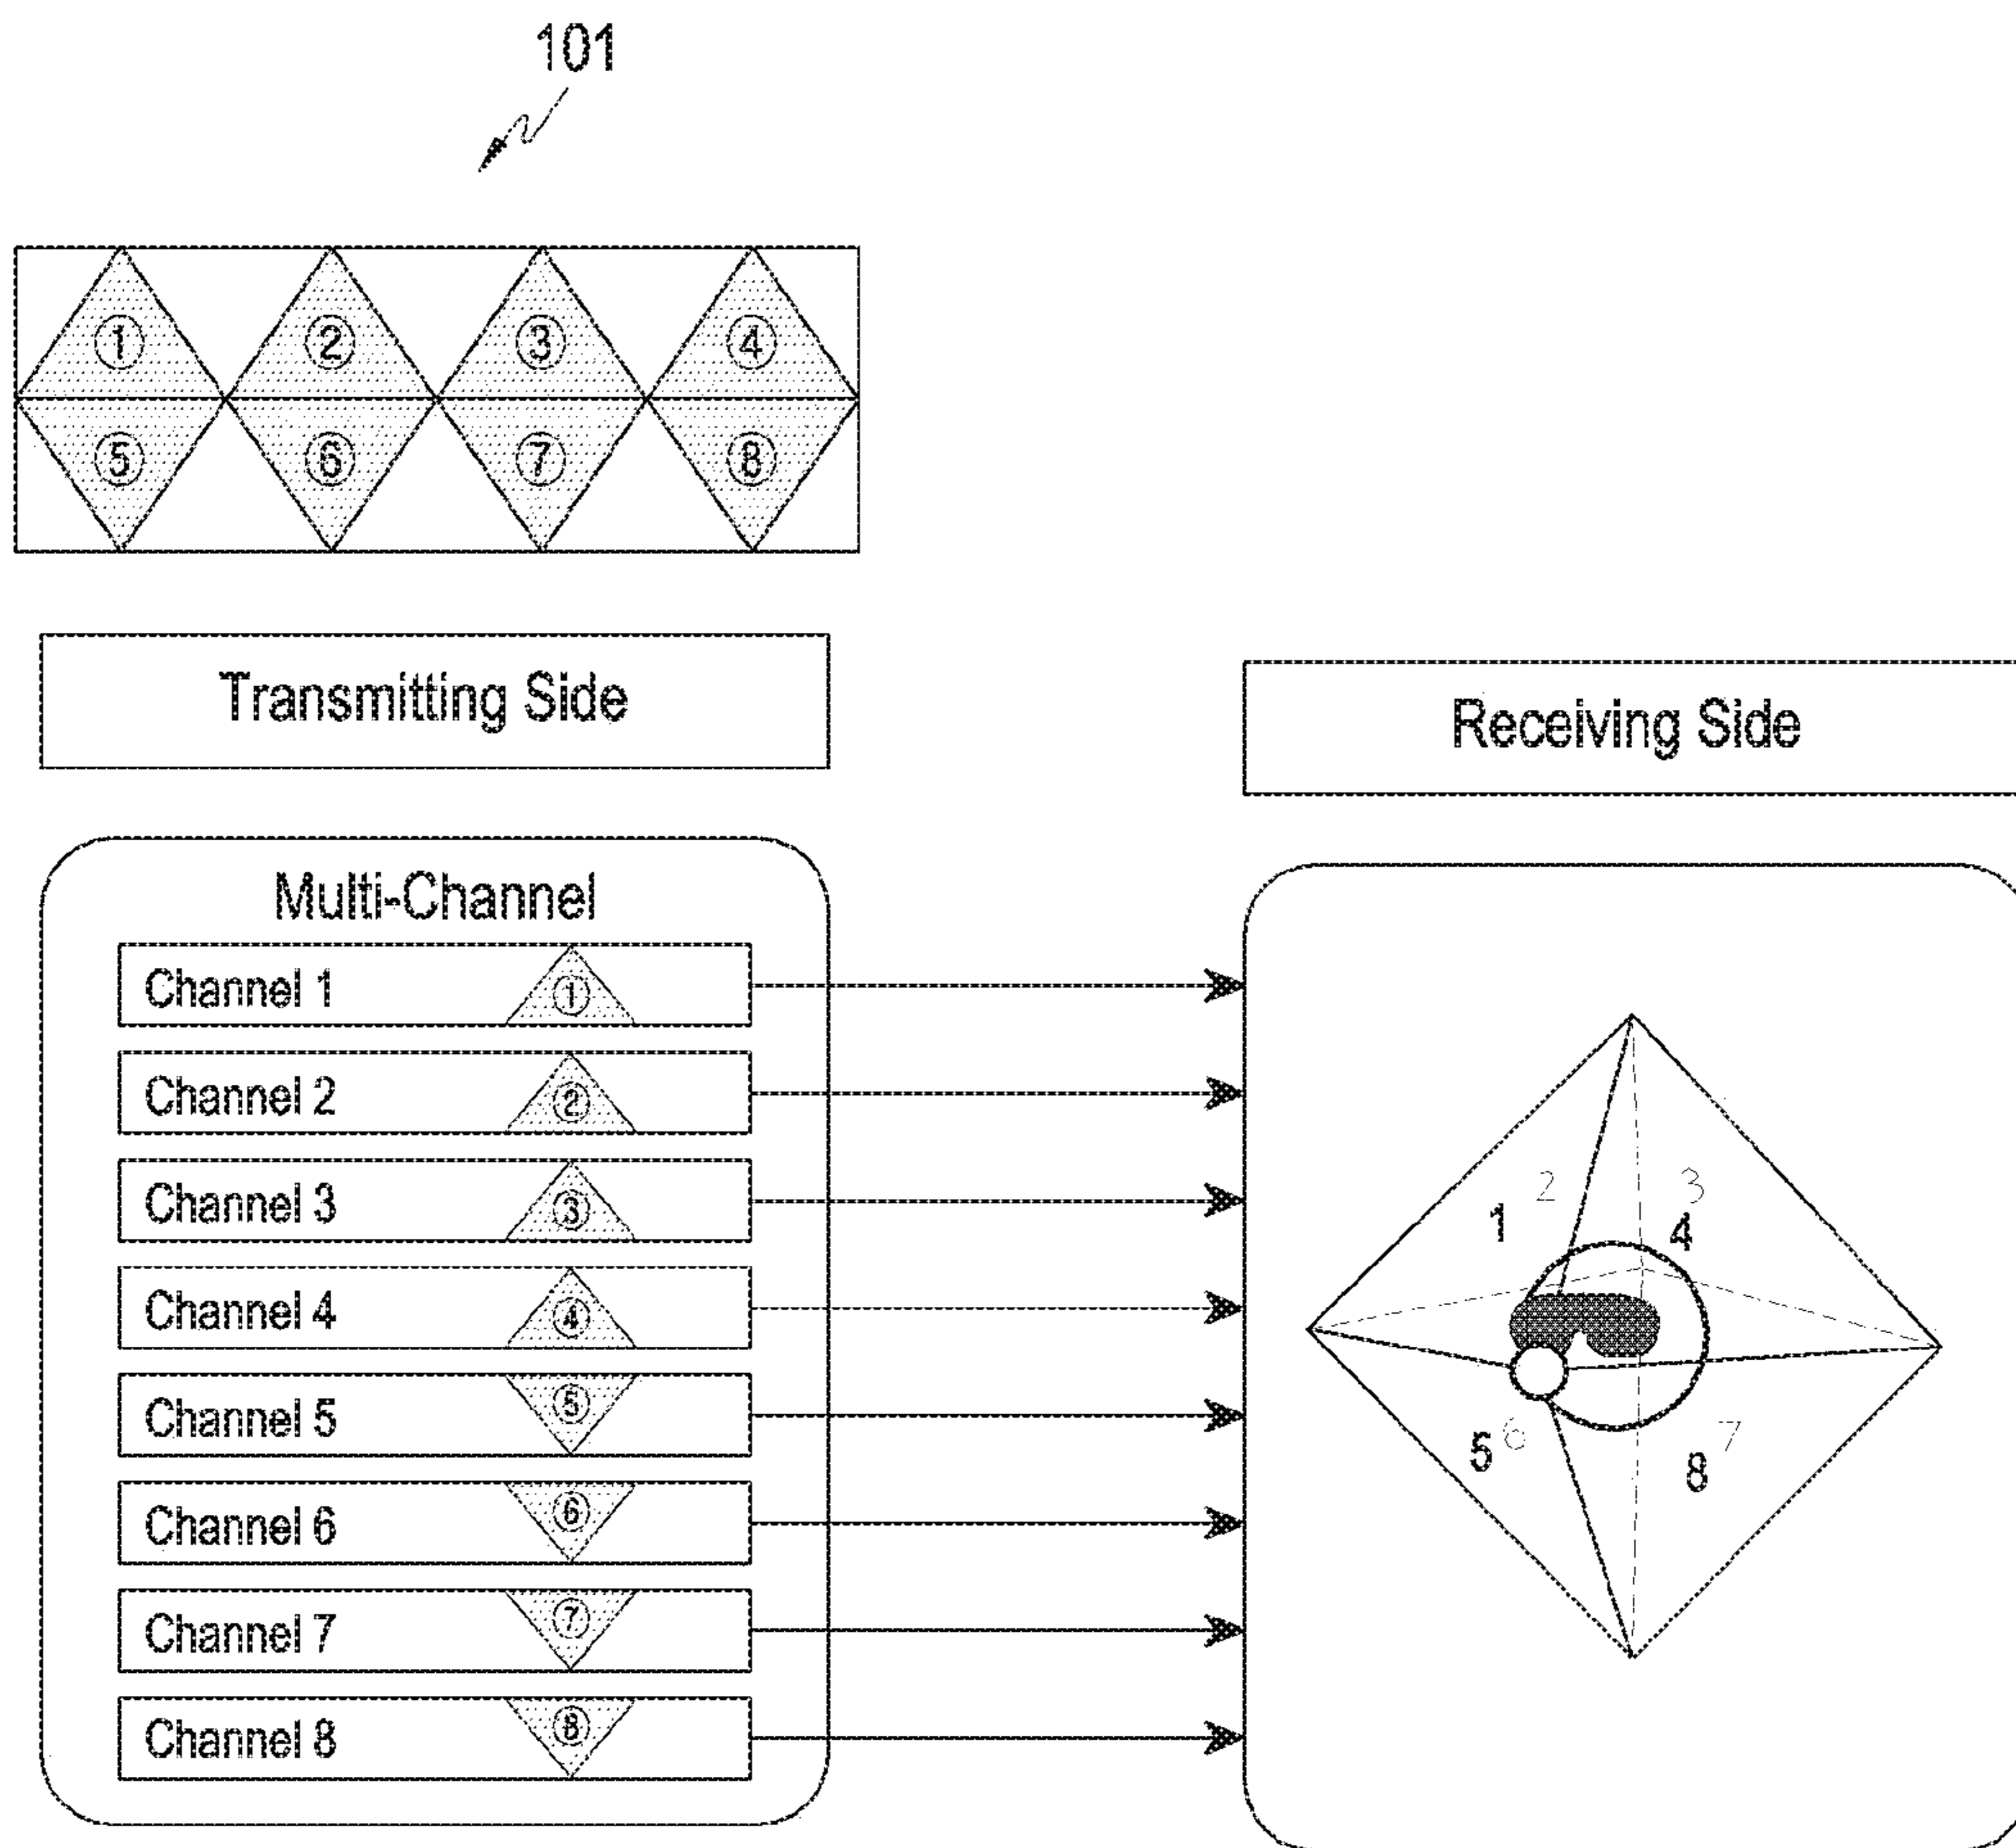 101
① ② ③ ④
⑤ ⑥ ⑦ ⑧
Transmitting Side
Receiving Side
Multi-Channel
Channel 1 ①
Channel 2 ②
Channel 3 ③
Channel 4 ④
Channel 5 ⑤
Channel 6 ⑥
Channel 7 ⑦
Channel 8 ⑧
2 3
1 4
5 6 7
8